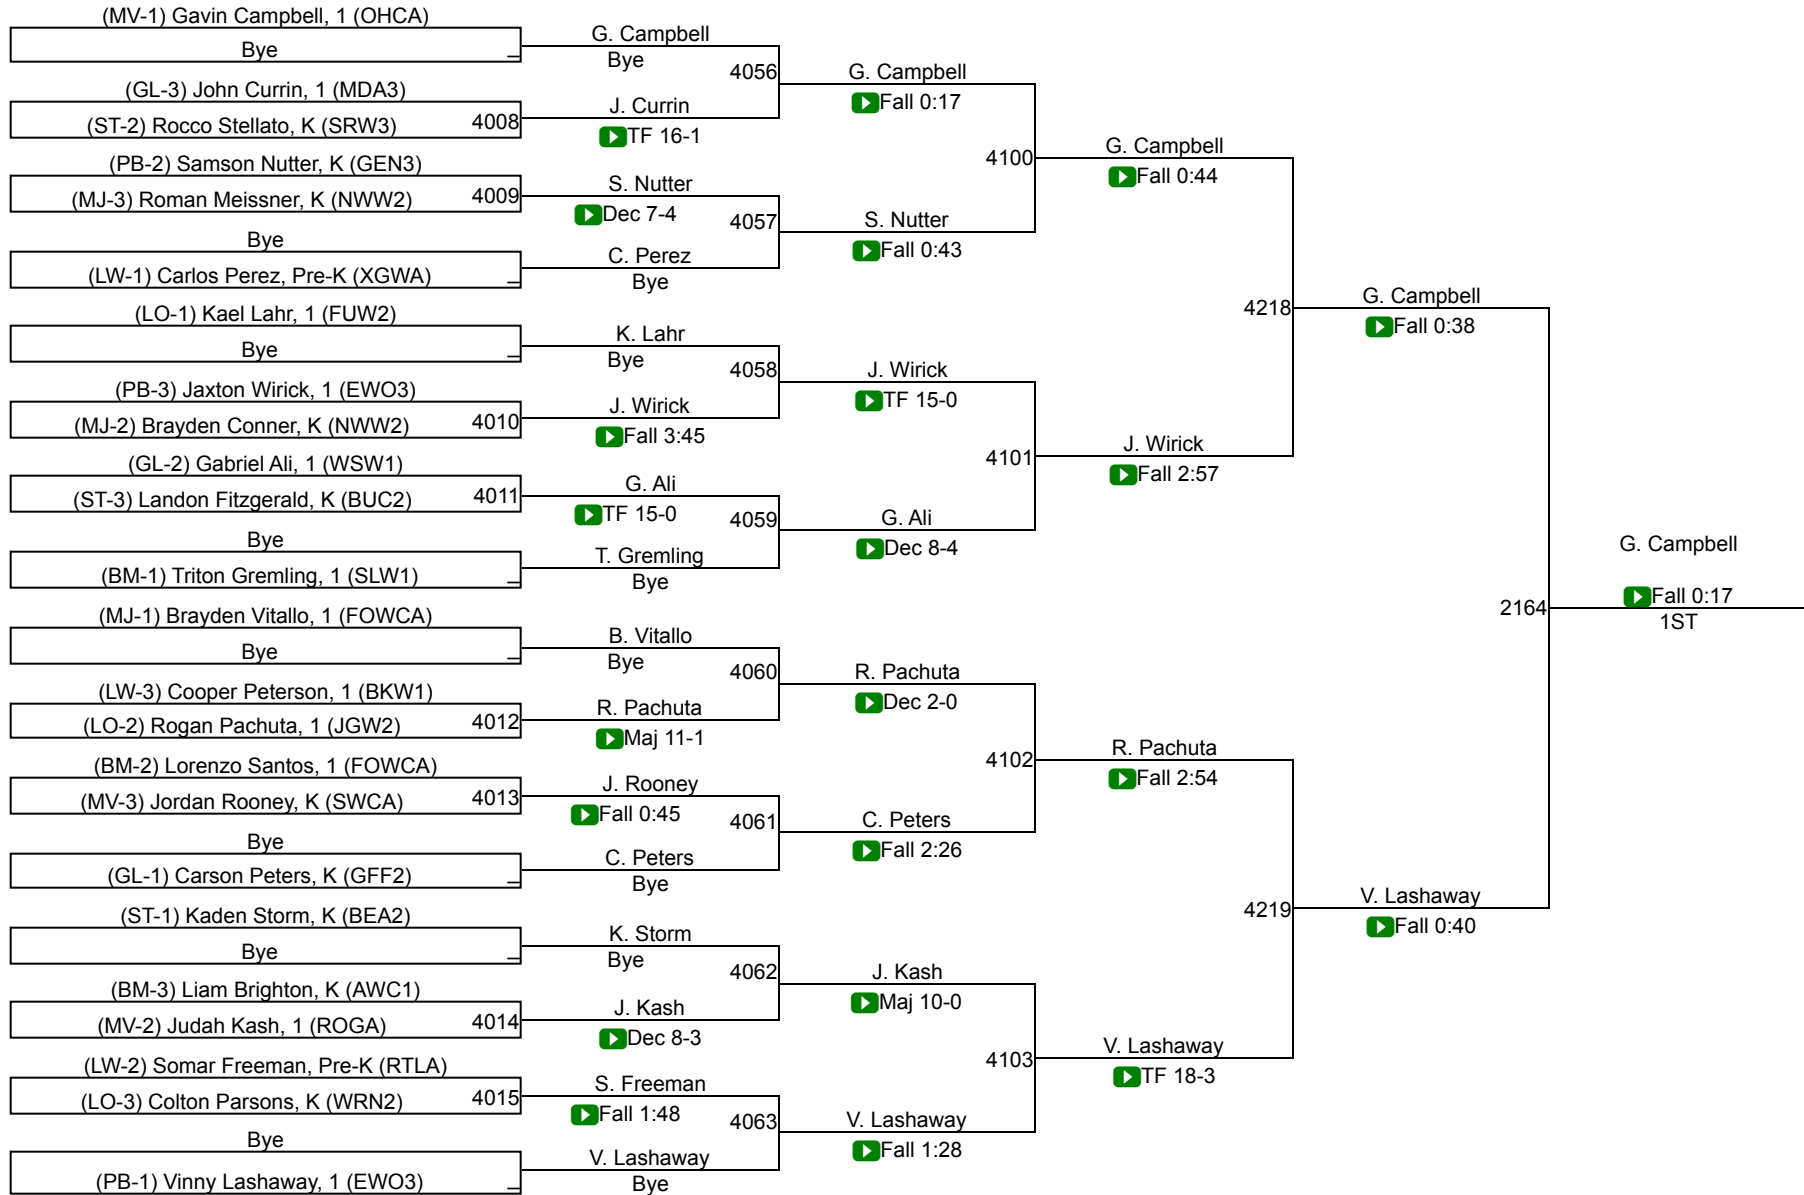 (MV-1) Gavin Campbell, 1 (OHCA)
Bye
(GL-3) John Currin, 1 (MDA3)
(ST-2) Rocco Stellato, K (SRW3) 4008
(PB-2) Samson Nutter, K (GEN3)
(MJ-3) Roman Meissner, K (NWW2) 4009
Bye
(LW-1) Carlos Perez, Pre-K (XGWA)
(LO-1) Kael Lahr, 1 (FUW2)
Bye
(PB-3) Jaxton Wirick, 1 (EWO3)
(MJ-2) Brayden Conner, K (NWW2) 4010
(GL-2) Gabriel Ali, 1 (WSW1)
(ST-3) Landon Fitzgerald, K (BUC2) 4011
Bye
(BM-1) Triton Gremling, 1 (SLW1)
(MJ-1) Brayden Vitallo, 1 (FOWCA)
Bye
(LW-3) Cooper Peterson, 1 (BKW1)
(LO-2) Rogan Pachuta, 1 (JGW2) 4012
(BM-2) Lorenzo Santos, 1 (FOWCA)
(MV-3) Jordan Rooney, K (SWCA) 4013
Bye
(GL-1) Carson Peters, K (GFF2)
(ST-1) Kaden Storm, K (BEA2)
Bye
(BM-3) Liam Brighton, K (AWC1)
(MV-2) Judah Kash, 1 (ROGA) 4014
(LW-2) Somar Freeman, Pre-K (RTLA)
(LO-3) Colton Parsons, K (WRN2) 4015
Bye
(PB-1) Vinny Lashaway, 1 (EWO3)
G. Campbell
Bye
4056
J. Currin
TF 16-1
S. Nutter
Dec 7-4
4057
C. Perez
Bye
K. Lahr
Bye
4058
J. Wirick
Fall 3:45
G. Ali
TF 15-0
4059
T. Gremling
Bye
B. Vitallo
Bye
4060
R. Pachuta
Maj 11-1
J. Rooney
Fall 0:45
4061
C. Peters
Bye
K. Storm
Bye
4062
J. Kash
Dec 8-3
S. Freeman
Fall 1:48
4063
V. Lashaway
Bye
G. Campbell
Fall 0:17
4100
S. Nutter
Fall 0:43
J. Wirick
TF 15-0
4101
G. Ali
Dec 8-4
R. Pachuta
Dec 2-0
4102
C. Peters
Fall 2:26
J. Kash
Maj 10-0
4103
V. Lashaway
Fall 1:28
G. Campbell
Fall 0:44
4218
J. Wirick
Fall 2:57
R. Pachuta
Fall 2:54
4219
V. Lashaway
TF 18-3
G. Campbell
Fall 0:38
2164
V. Lashaway
Fall 0:40
G. Campbell
Fall 0:17
1ST